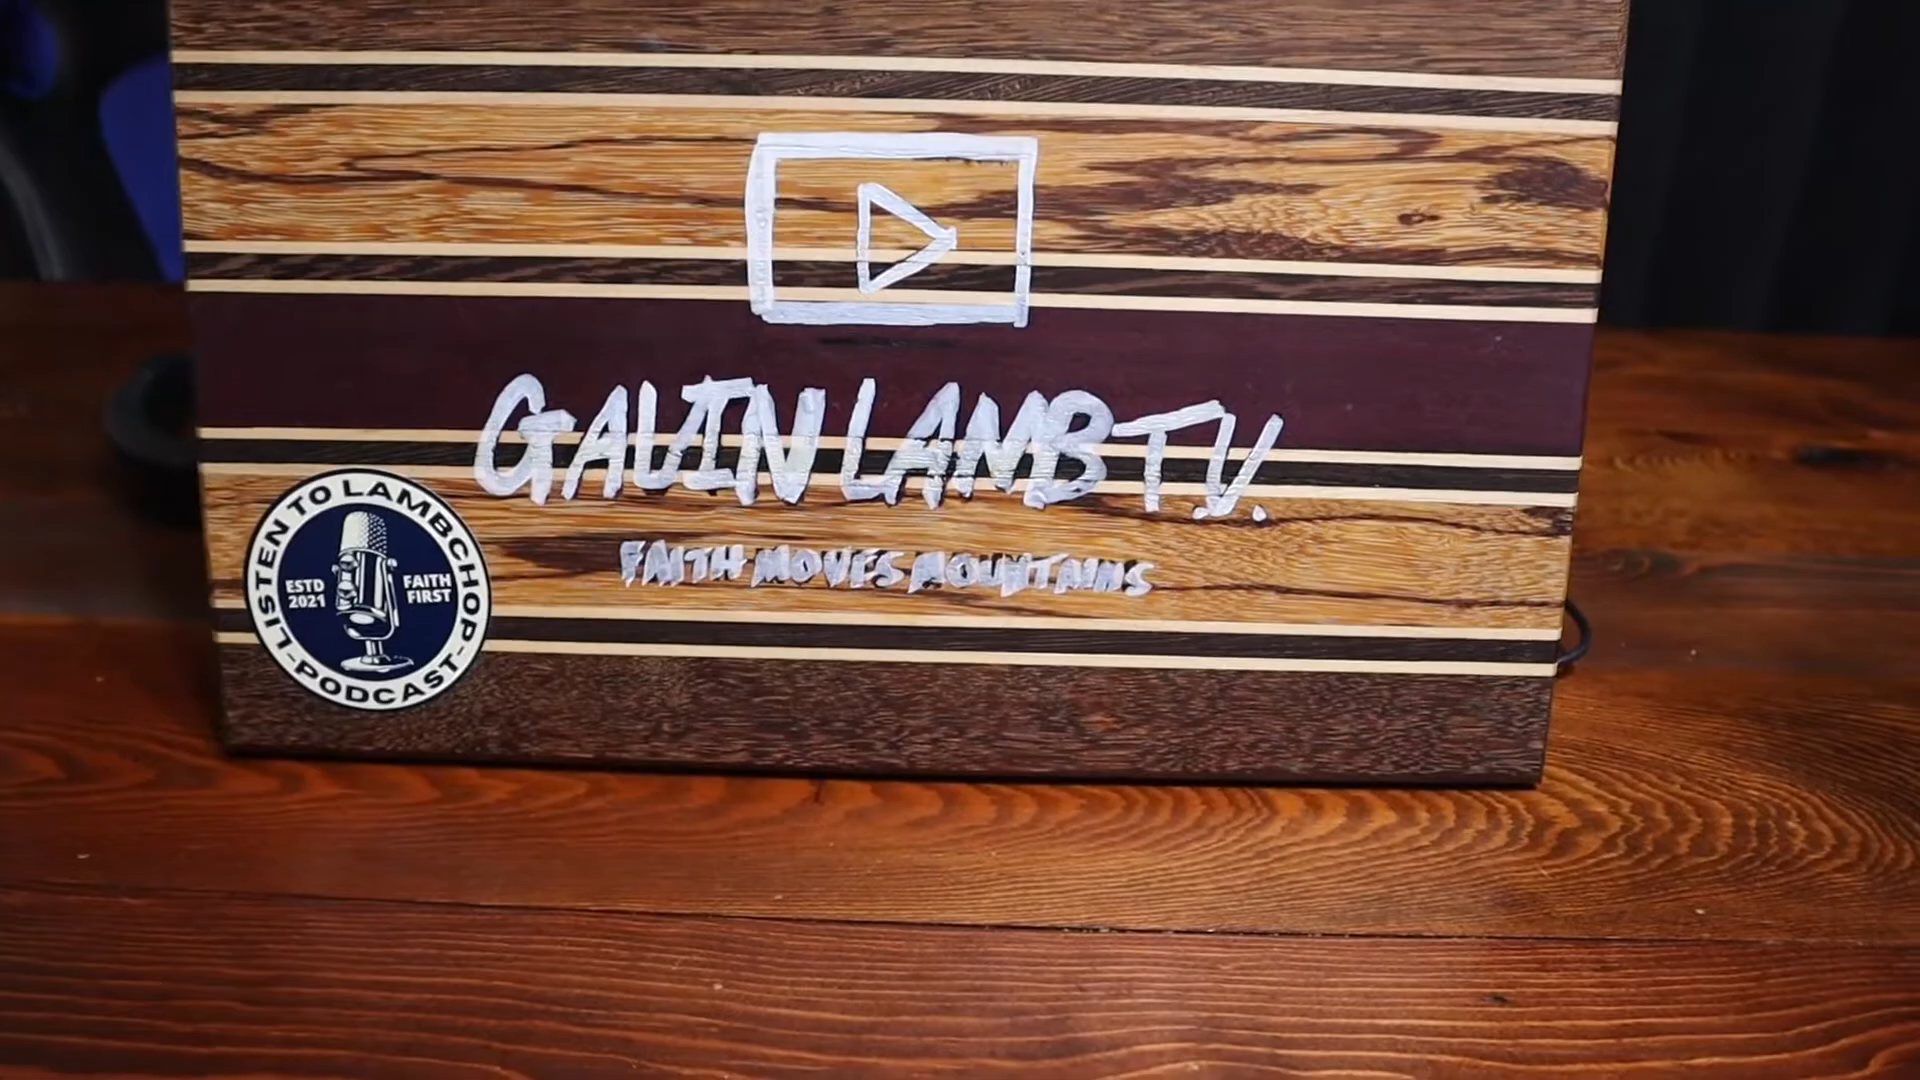 GAVIN LAMB T.V.
FAITH MOVES MOUNTAINS
LISTEN TO LAMBCHOP
ESTD
2021
FAITH
FIRST
-PODCAST-